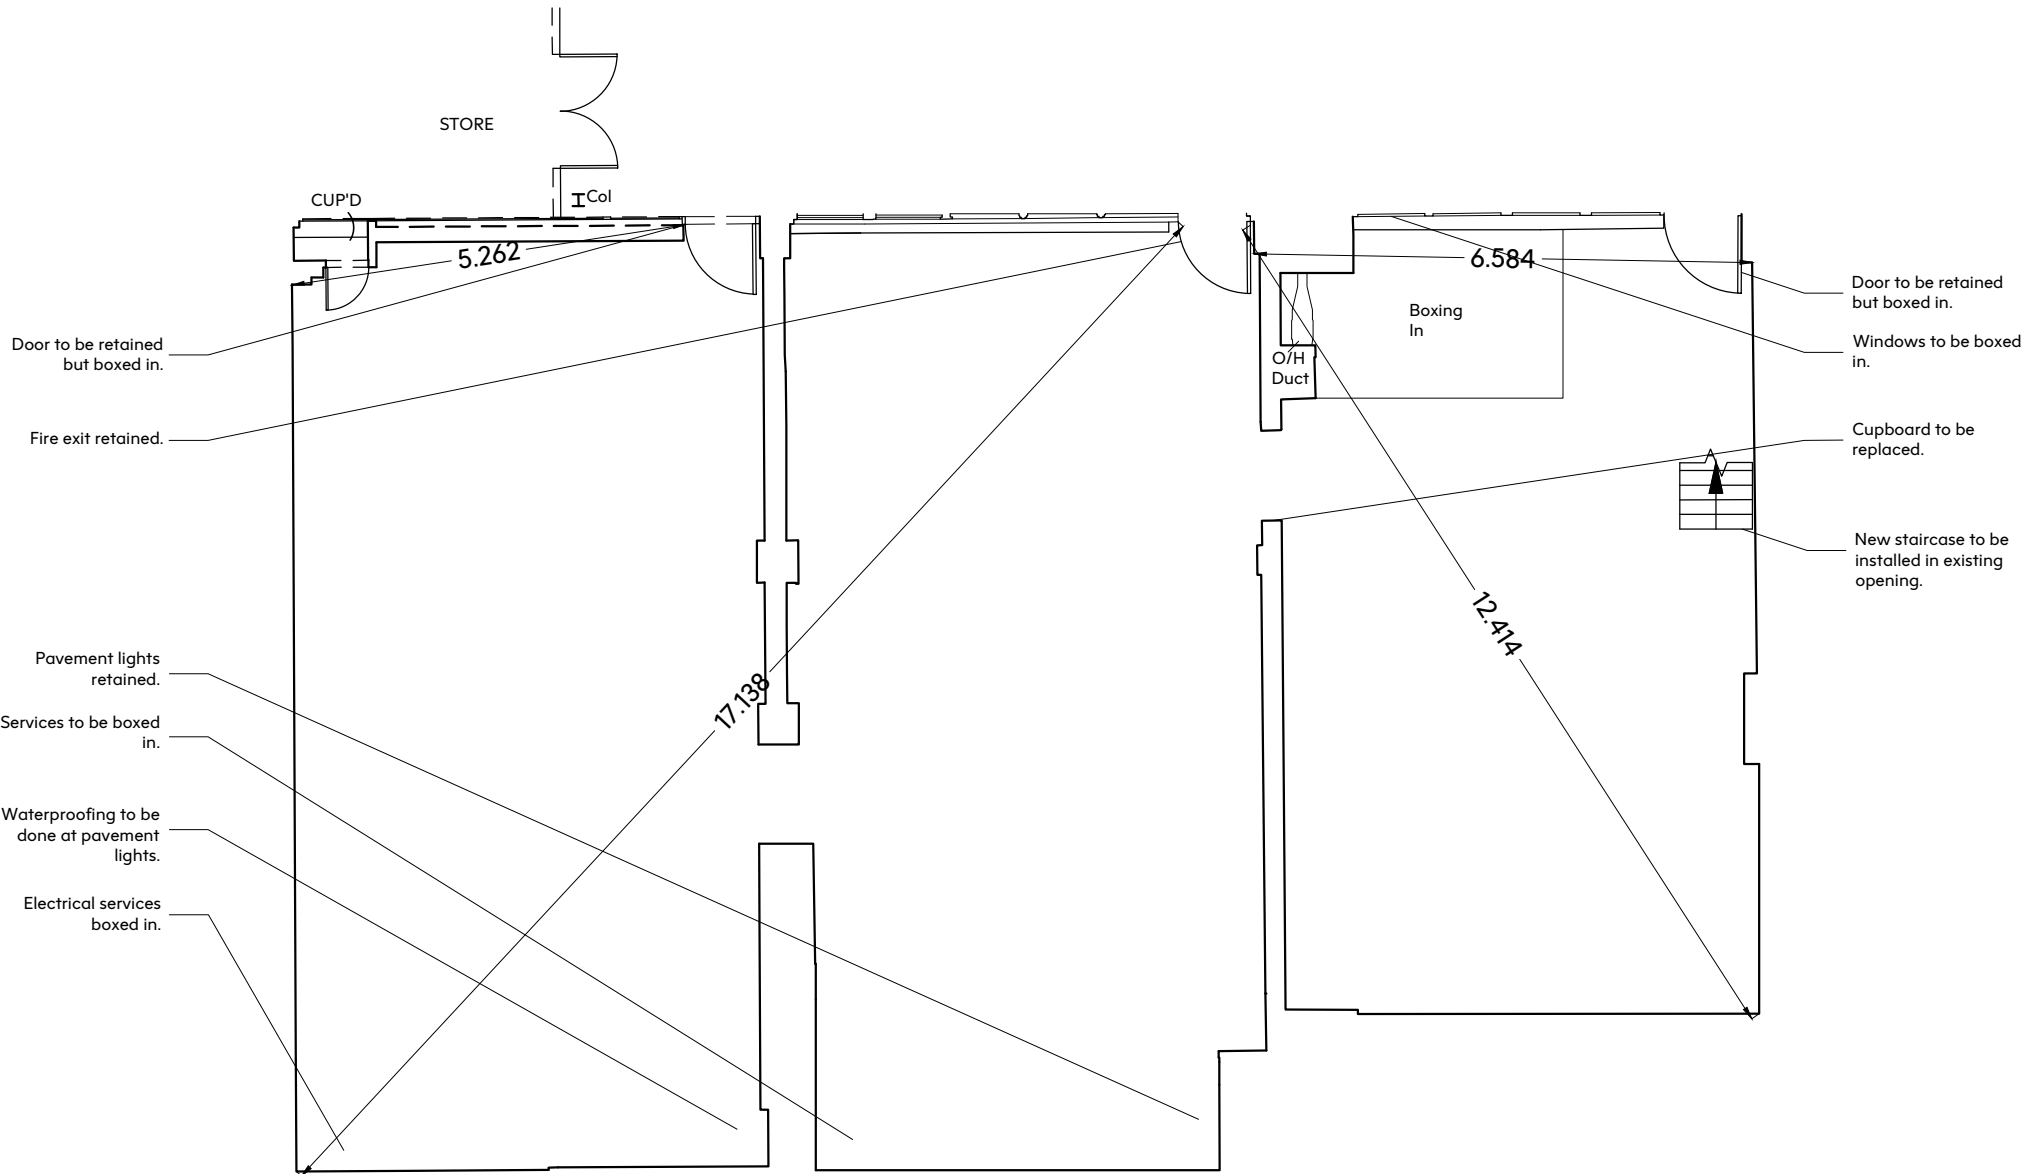 STORE
CUP'D
Col
5.262
6.584
Door to be retained
but boxed in.
Boxing
In
Door to be retained
but boxed in.
Windows to be boxed
in.
O/H
Duct
Fire exit retained.
Cupboard to be
replaced.
New staircase to be
installed in existing
opening.
12.414
Pavement lights
retained.
17.138
Services to be boxed
in.
Waterproofing to be
done at pavement
lights.
Electrical services
boxed in.